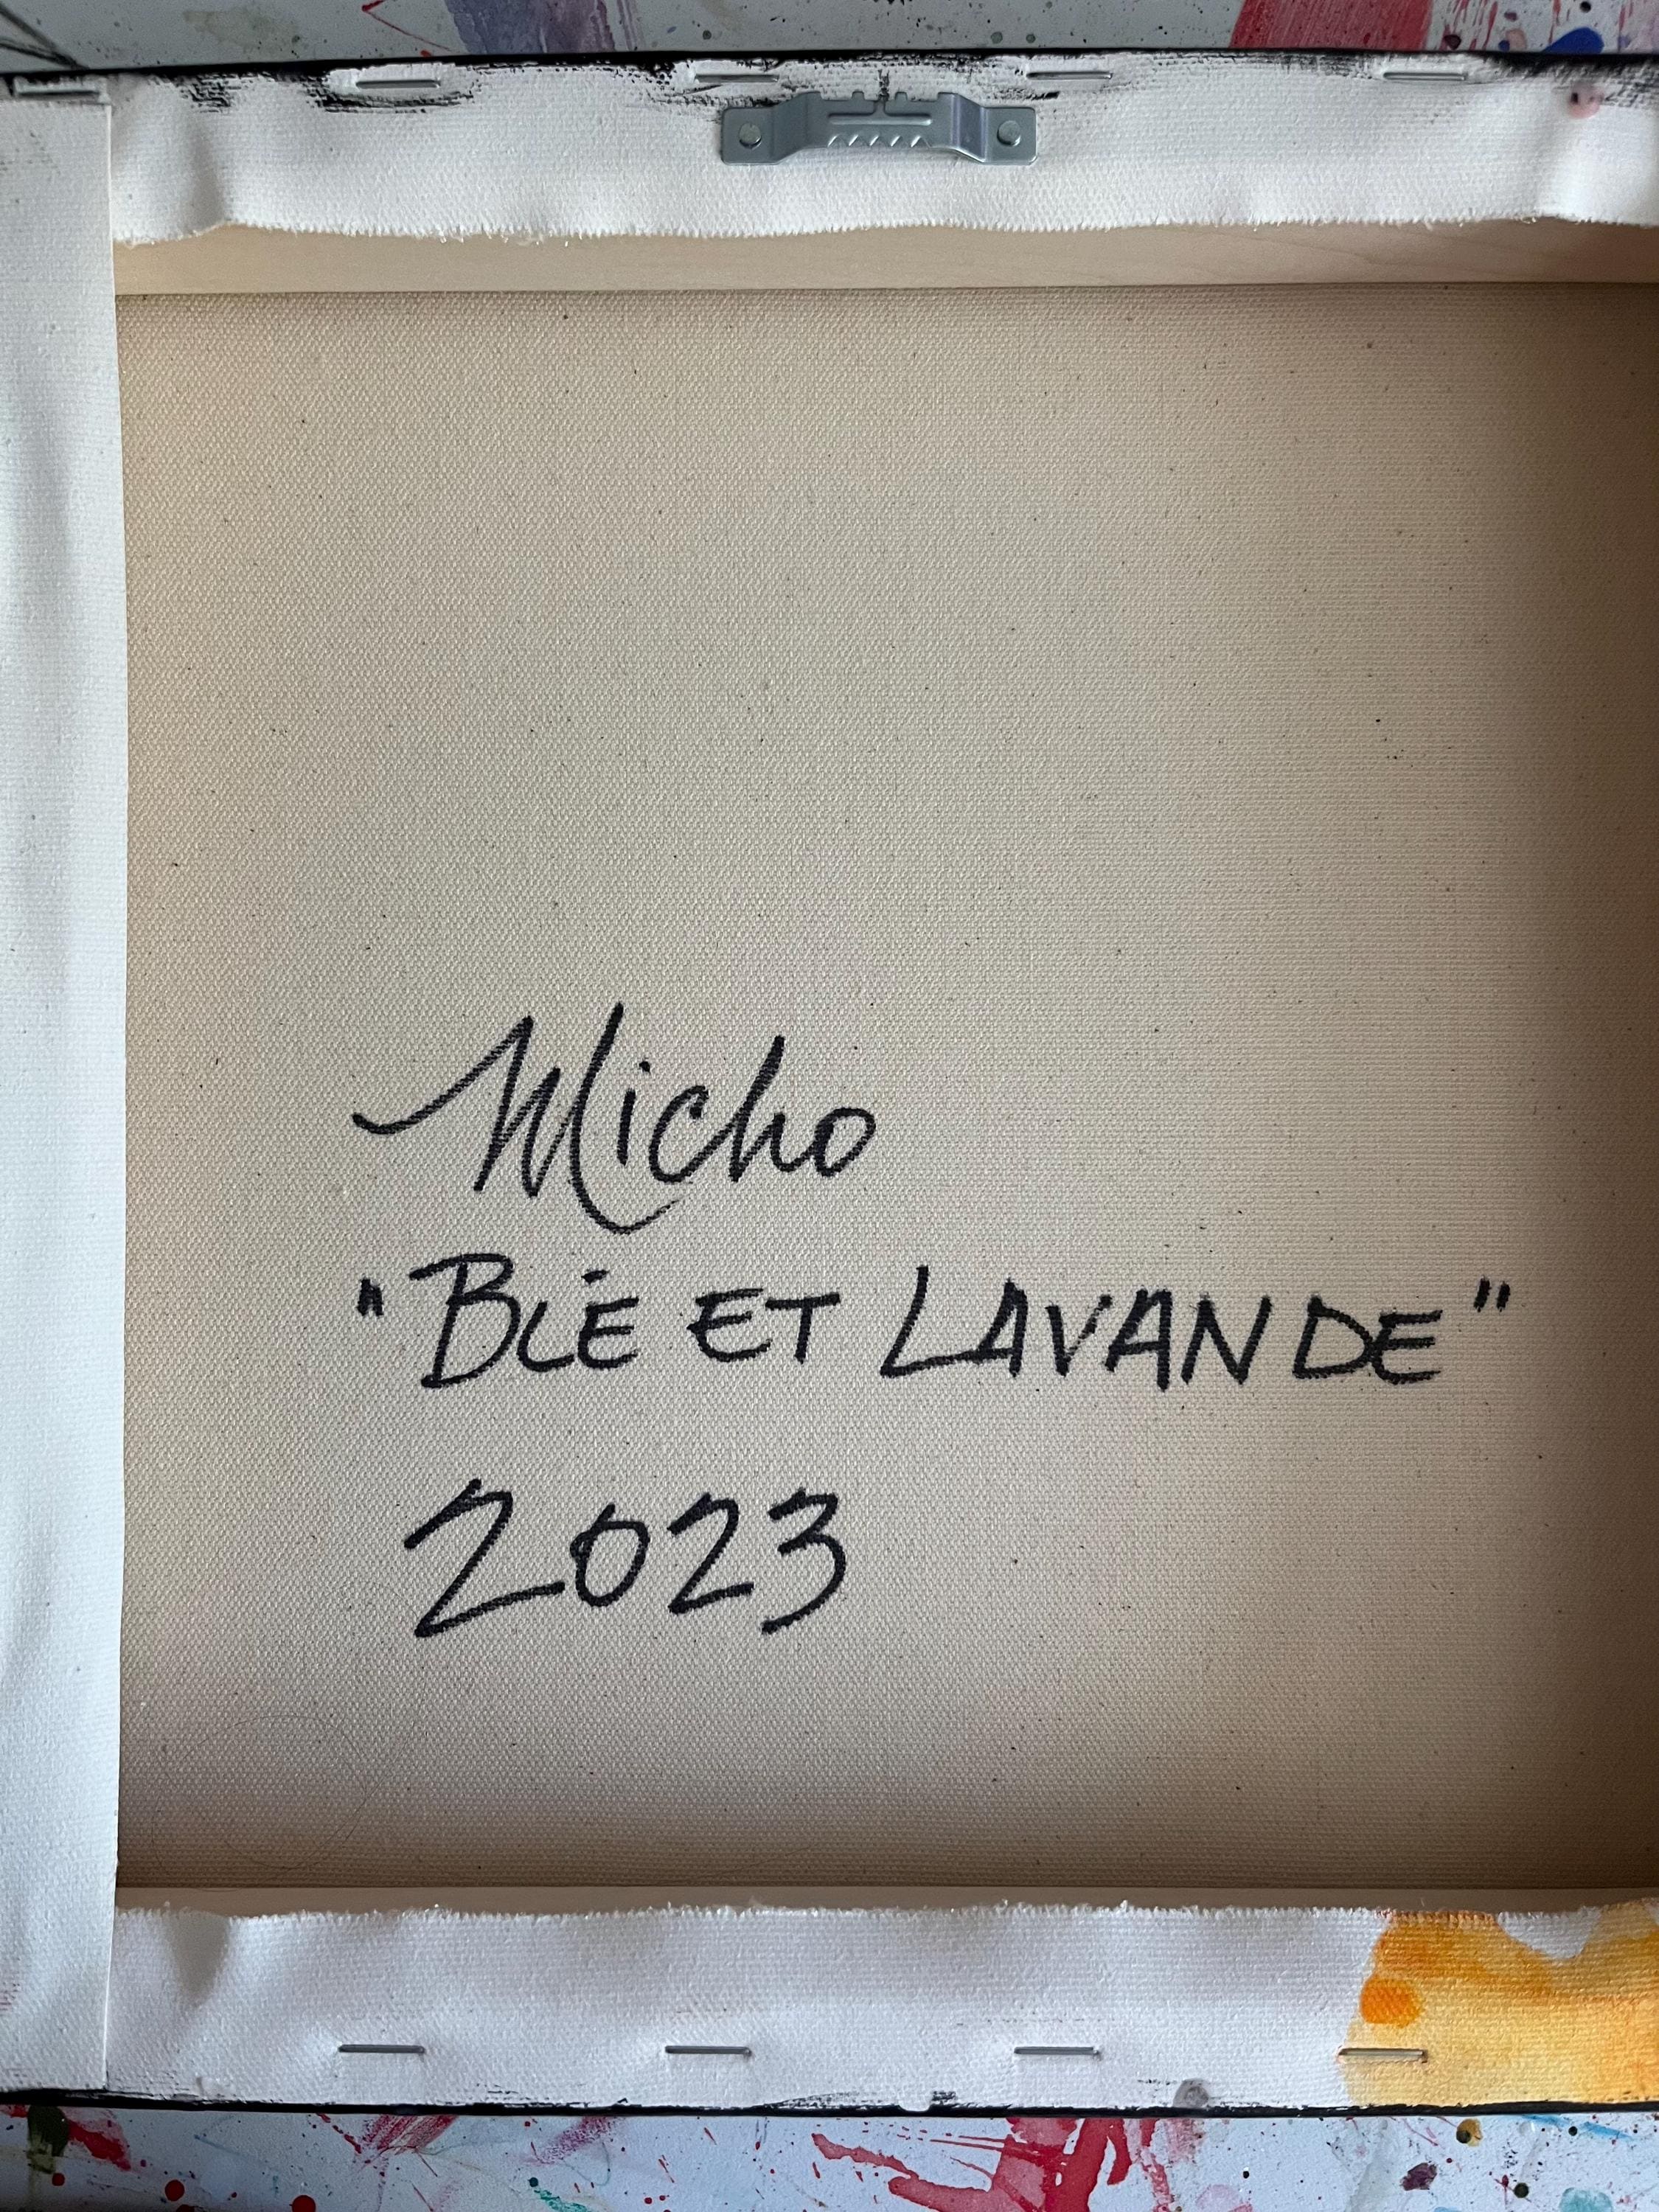 Micho
"BLÉ ET LAVANDE"
2023